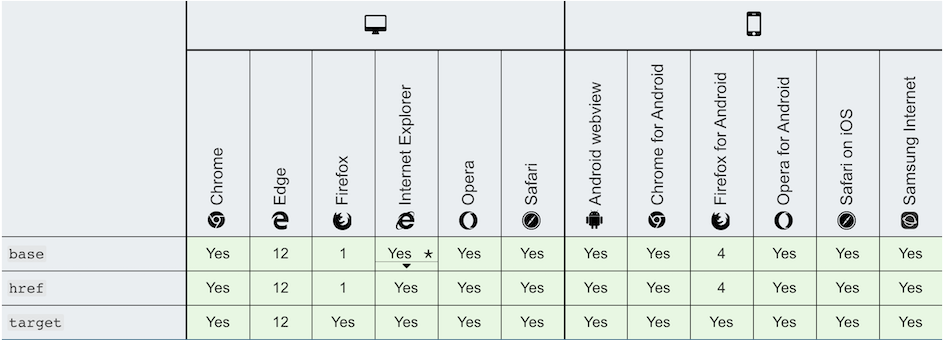 Chrome Edge Firefox Internet Explorer Opera Safari Android webview Chrome for Android Firefox for Android Opera for Android Safari on iOS Samsung Internet
base Yes 12 1 Yes * Yes Yes Yes Yes 4 Yes Yes Yes
href Yes 12 1 Yes Yes Yes Yes Yes 4 Yes Yes Yes
target Yes 12 Yes Yes Yes Yes Yes Yes Yes Yes Yes Yes